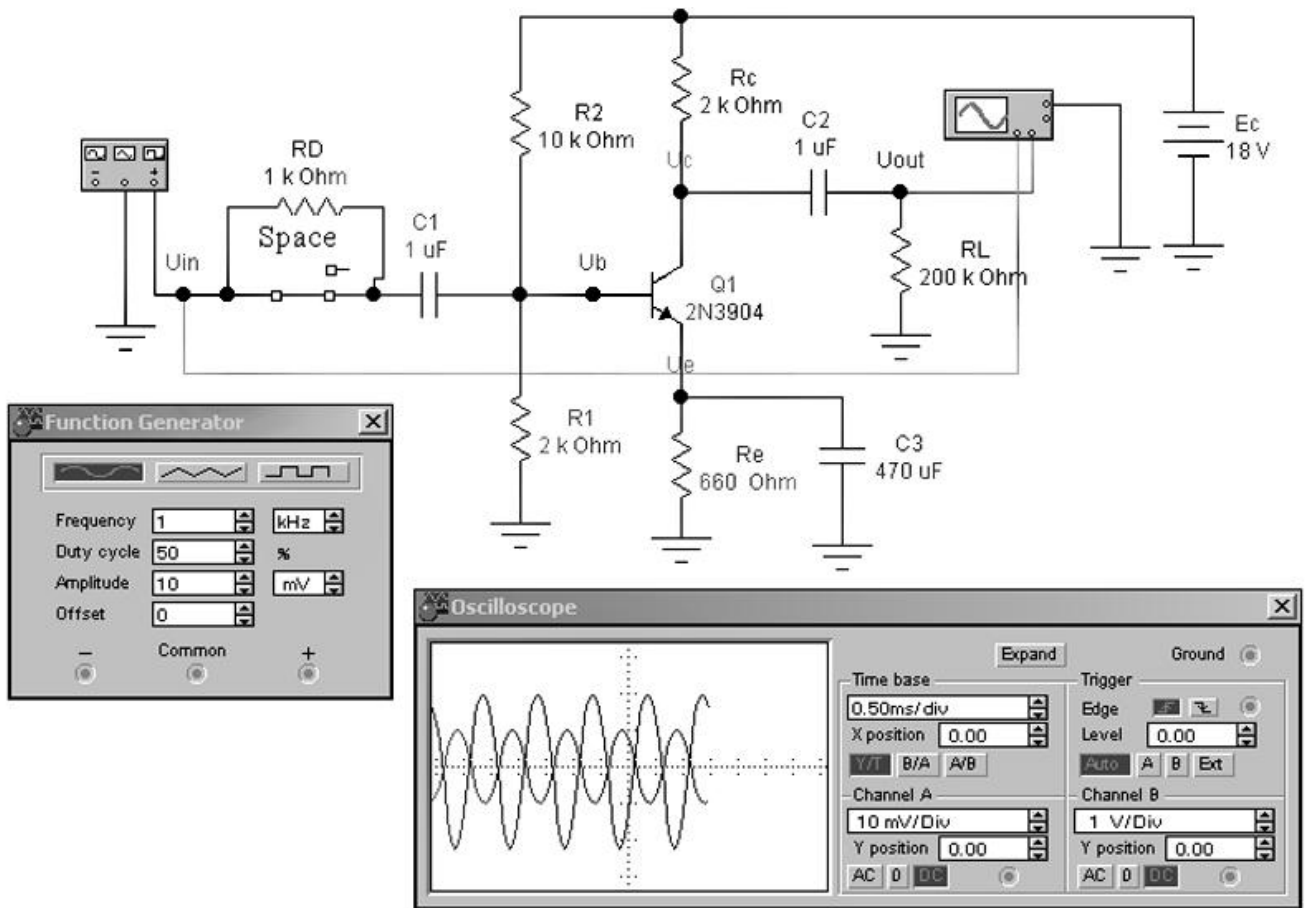 Rc
2 k Ohm
R2
10 k Ohm
C2
1 uF
Ec
18 V
RD
1 k Ohm
Uc
Uout
Space
C1
1 uF
Uin
Ub
RL
200 k Ohm
Q1
2N3904
Ue
R1
2 k Ohm
Re
660 Ohm
C3
470 uF
- +
Function Generator
Frequency 1 kHz
Duty cycle 50 %
Amplitude 10 mV
Offset 0
- Common +
Oscilloscope
Expand Ground
Time base
0.50ms/div
X position 0.00
Y/T B/A A/B
Trigger
Edge
Level 0.00
Auto A B Ext
Channel A
10 mV/Div
Y position 0.00
AC 0 DC
Channel B
1 V/Div
Y position 0.00
AC 0 DC